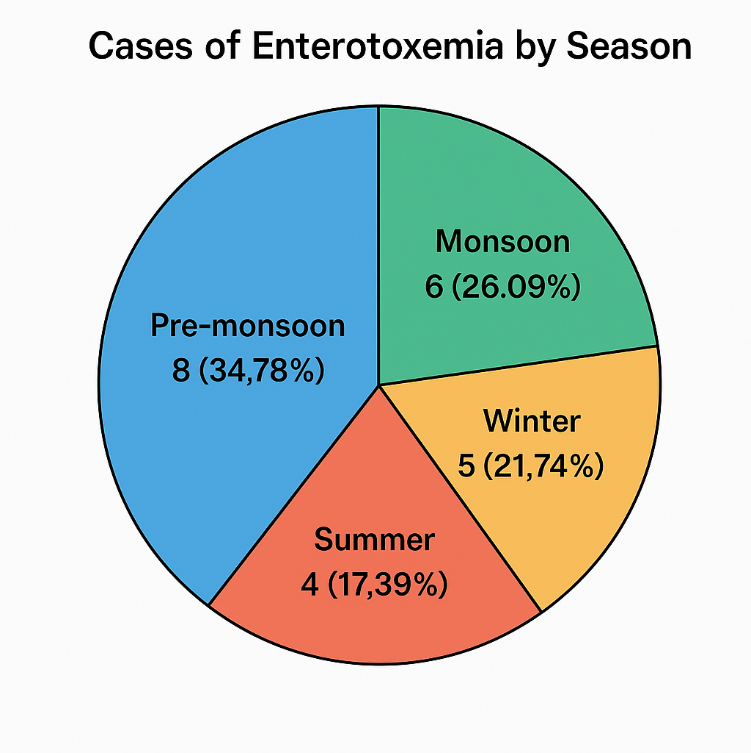 Cases of Enterotoxemia by Season
Monsoon
6 (26.09%)
Pre-monsoon
8 (34,78%)
Winter
5 (21,74%)
Summer
4 (17,39%)